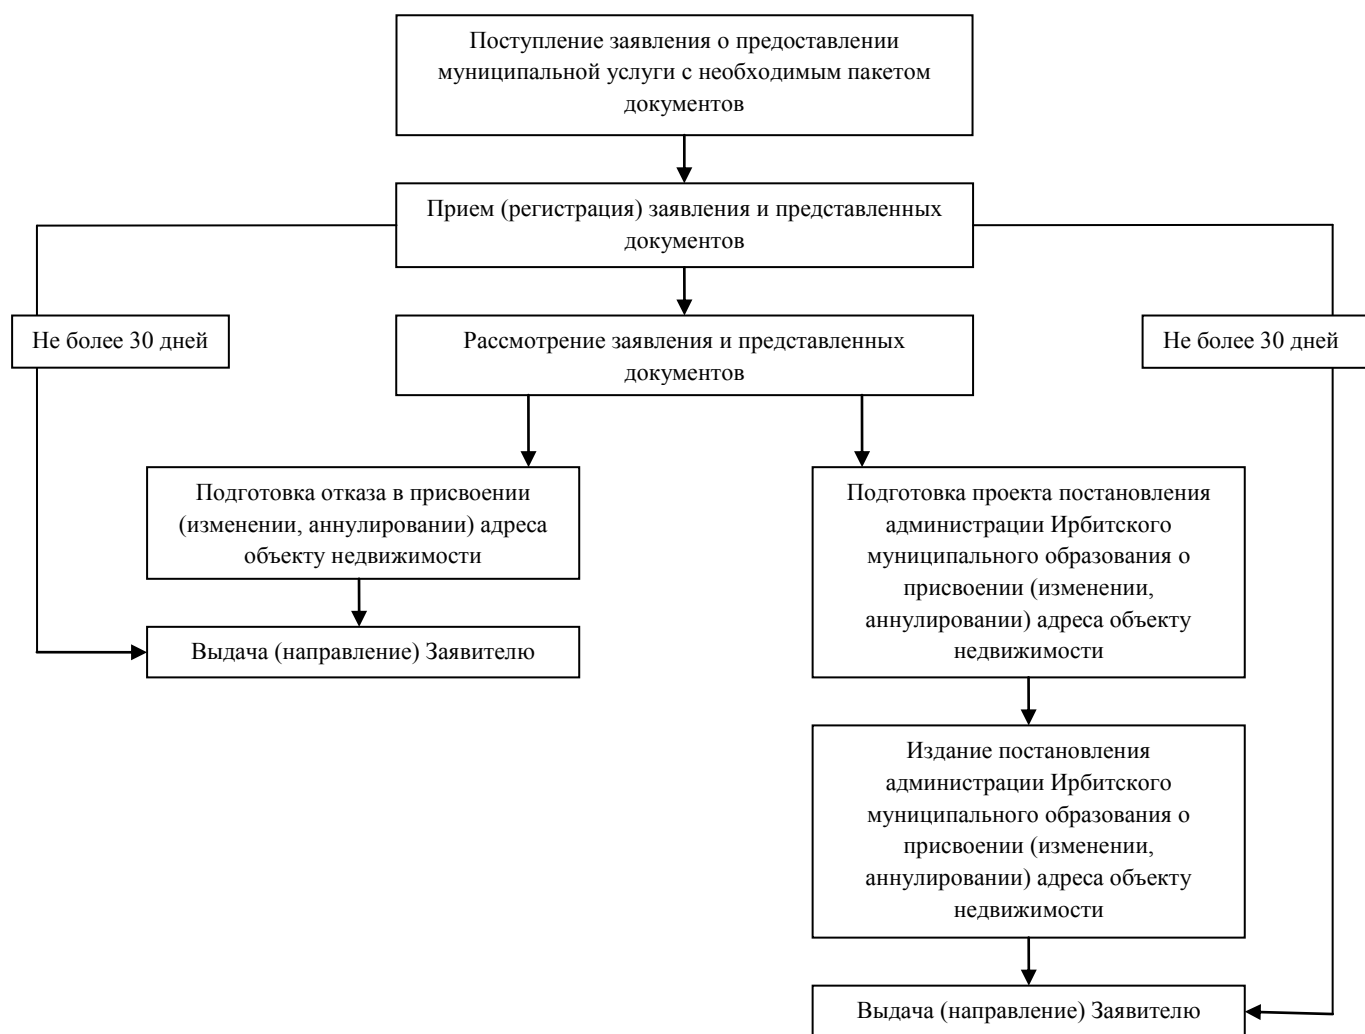 Поступление заявления о предоставлении
муниципальной услуги с необходимым пакетом
документов
Прием (регистрация) заявления и представленных
документов
Не более 30 дней
Рассмотрение заявления и представленных
документов
Не более 30 дней
Подготовка отказа в присвоении
(изменении, аннулировании) адреса
объекту недвижимости
Выдача (направление) Заявителю
Подготовка проекта постановления
администрации Ирбитского
муниципального образования о
присвоении (изменении,
аннулировании) адреса объекту
недвижимости
Издание постановления
администрации Ирбитского
муниципального образования о
присвоении (изменении,
аннулировании) адреса объекту
недвижимости
Выдача (направление) Заявителю